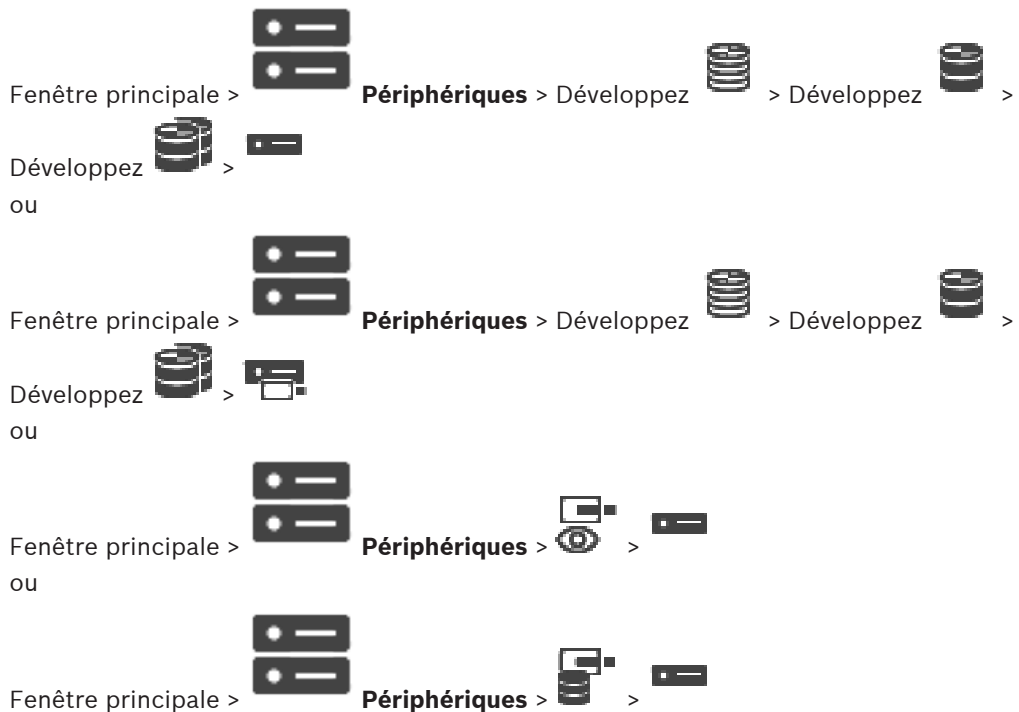 Fenêtre principale > Périphériques > Développez > Développez >
Développez >
ou
Fenêtre principale > Périphériques > Développez > Développez >
Développez >
ou
Fenêtre principale > Périphériques > >
ou
Fenêtre principale > Périphériques > >